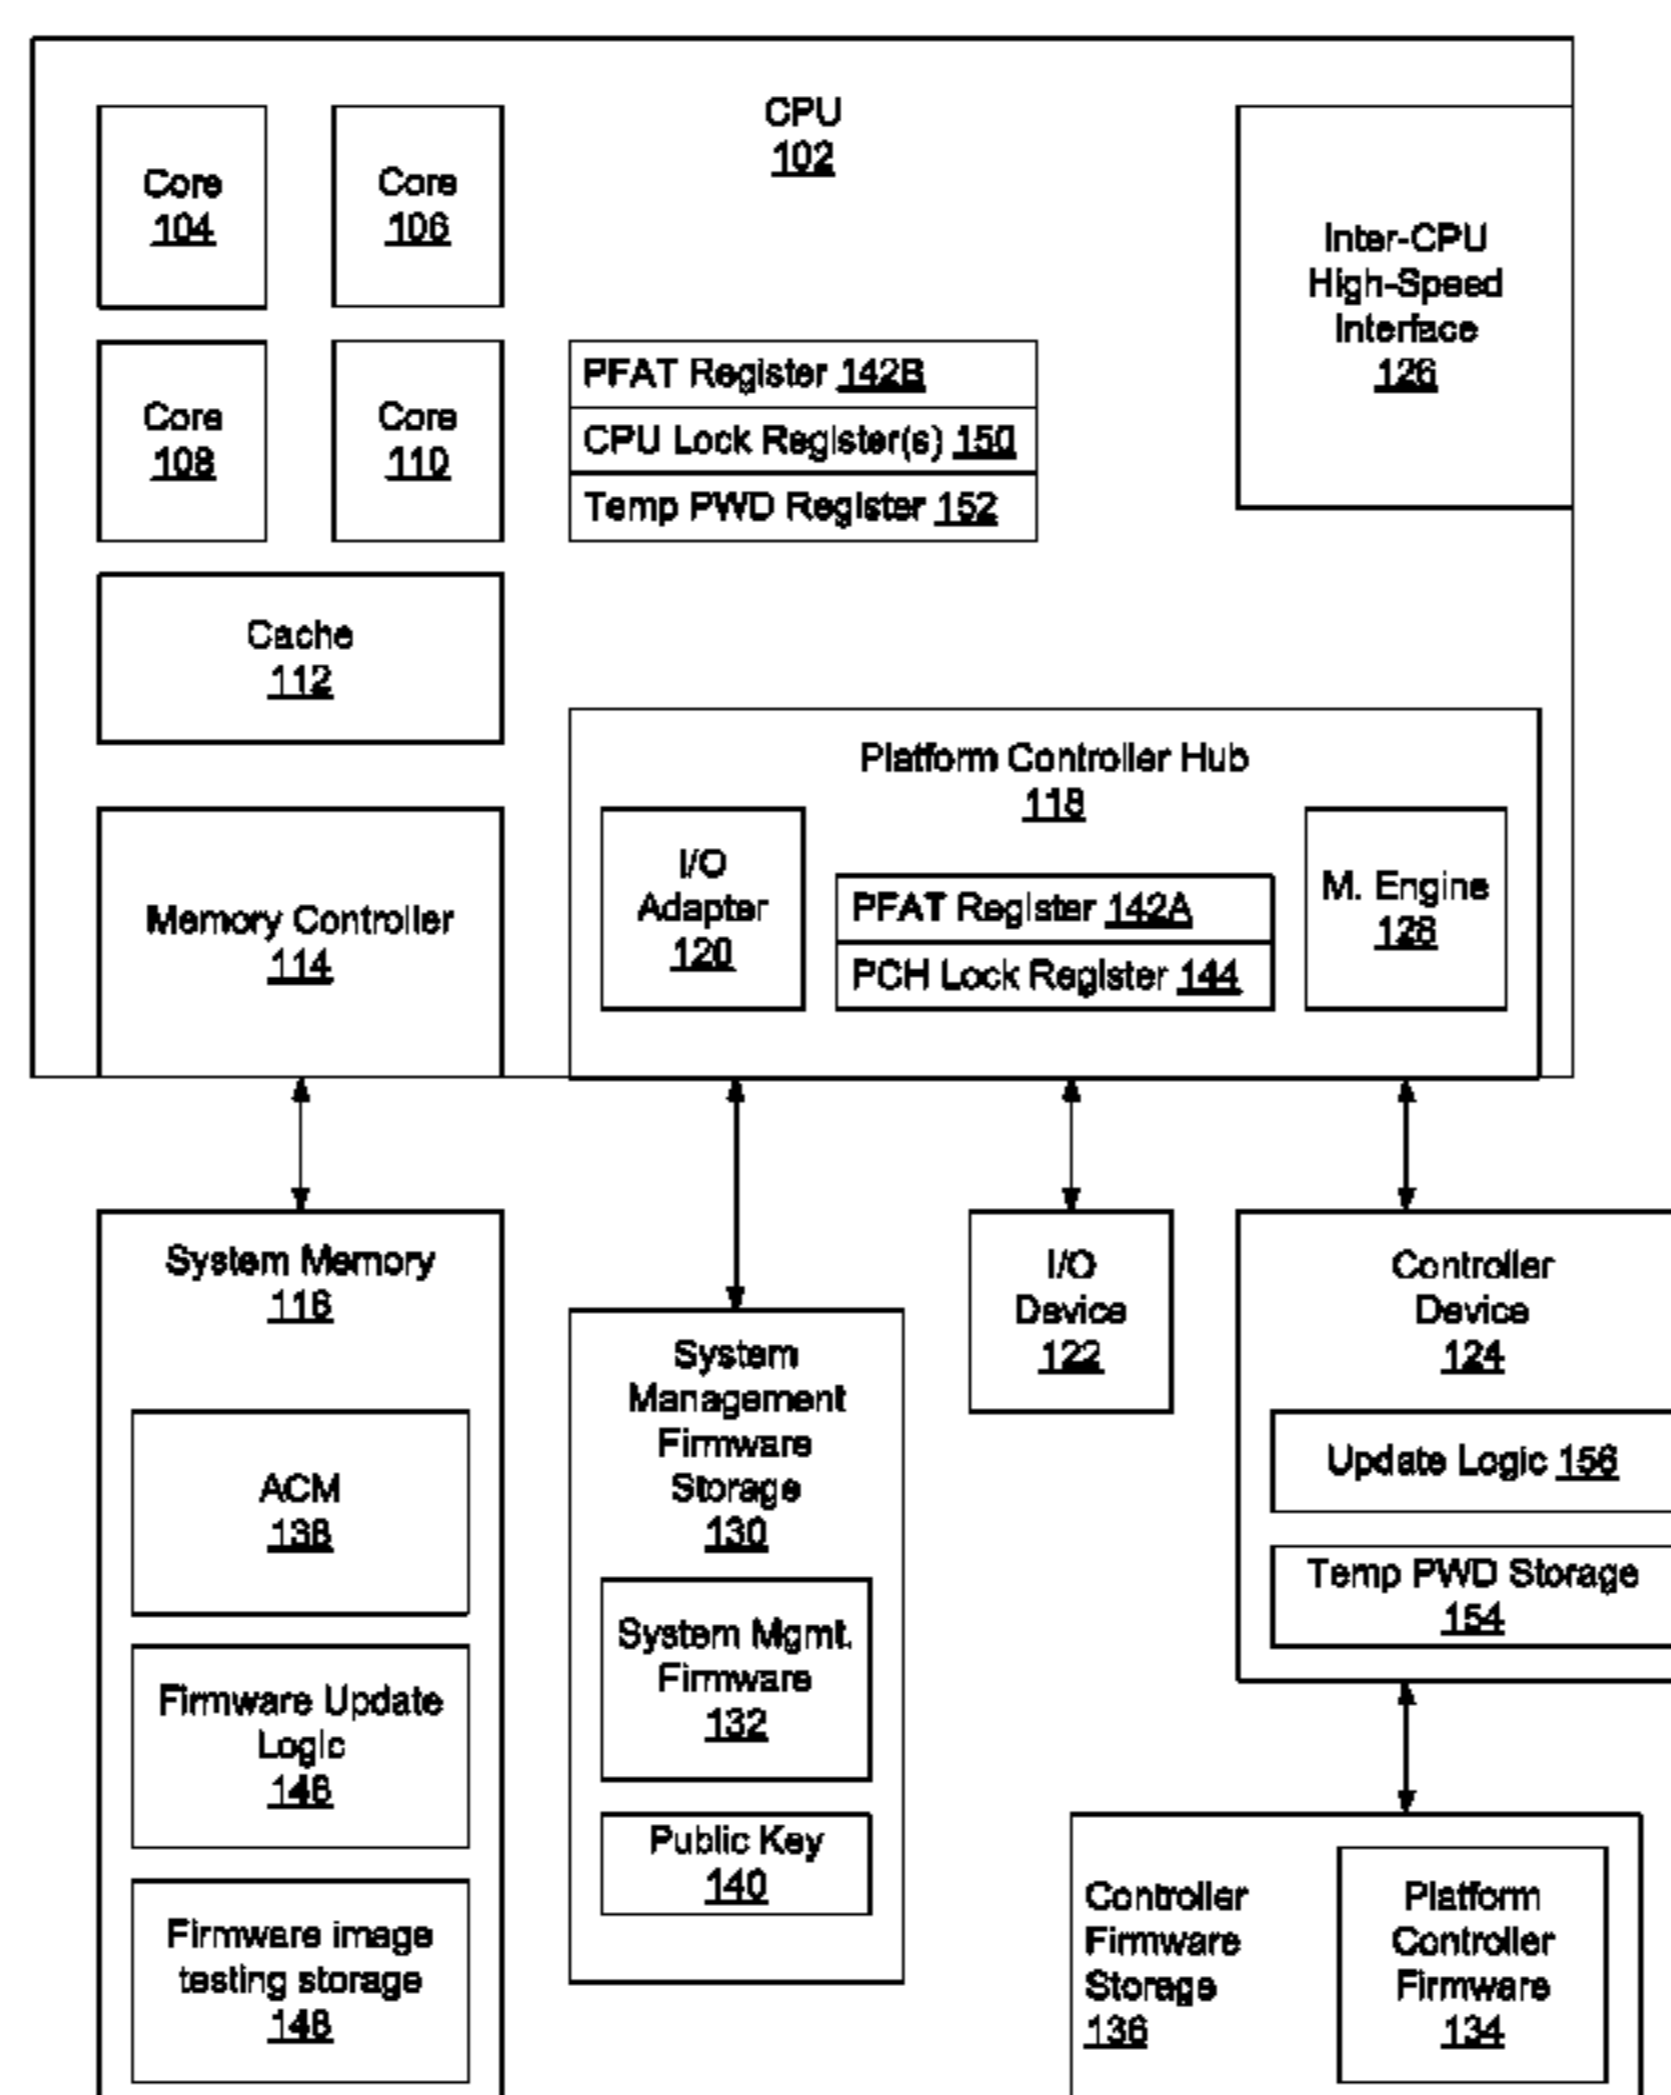 CPU
102
Core
104
Core
106
Inter-CPU
High-Speed
Interface
126
Core
108
Core
110
PFAT Register 142B
CPU Lock Register(s) 150
Temp PWD Register 152
Cache
112
Platform Controller Hub
118
Memory Controller
114
I/O
Adapter
120
PFAT Register 142A
PCH Lock Register 144
M. Engine
128
System Memory
116
ACM
138
Firmware Update
Logic
146
Firmware image
testing storage
148
System
Management
Firmware
Storage
130
System Mgmt.
Firmware
132
Public Key
140
I/O
Device
122
Controller
Device
124
Update Logic 156
Temp PWD Storage
154
Controller
Firmware
Storage
136
Platform
Controller
Firmware
134